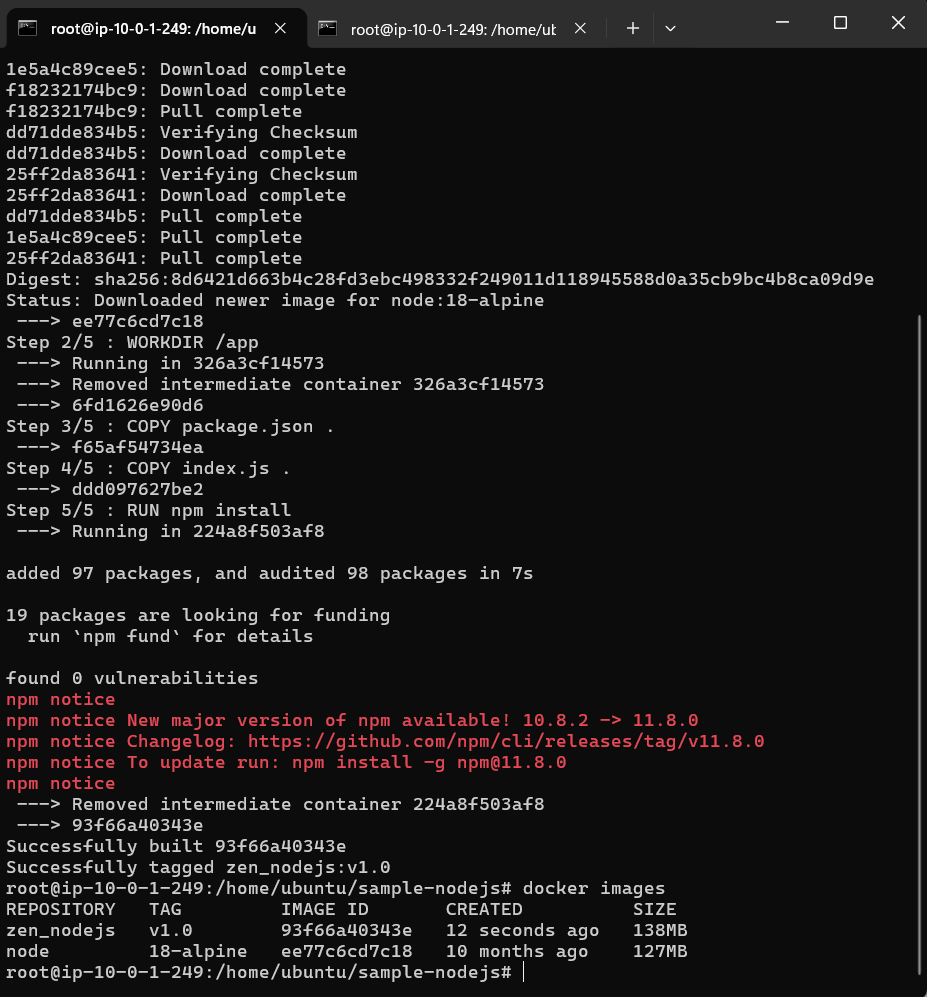 root@ip-10-0-1-249: /home/u
root@ip-10-0-1-249: /home/ub
1e5a4c89cee5: Download complete
f18232174bc9: Download complete
f18232174bc9: Pull complete
dd71dde834b5: Verifying Checksum
dd71dde834b5: Download complete
25ff2da83641: Verifying Checksum
25ff2da83641: Download complete
dd71dde834b5: Pull complete
1e5a4c89cee5: Pull complete
25ff2da83641: Pull complete
Digest: sha256:8d6421d663b4c28fd3ebc498332f249011d118945588d0a35cb9bc4b8ca09d9e
Status: Downloaded newer image for node:18-alpine
 ---> ee77c6cd7c18
Step 2/5 : WORKDIR /app
 ---> Running in 326a3cf14573
 ---> Removed intermediate container 326a3cf14573
 ---> 6fd1626e90d6
Step 3/5 : COPY package.json .
 ---> f65af54734ea
Step 4/5 : COPY index.js .
 ---> ddd097627be2
Step 5/5 : RUN npm install
 ---> Running in 224a8f503af8
added 97 packages, and audited 98 packages in 7s
19 packages are looking for funding
  run `npm fund` for details
found 0 vulnerabilities
npm notice
npm notice New major version of npm available! 10.8.2 -> 11.8.0
npm notice Changelog: https://github.com/npm/cli/releases/tag/v11.8.0
npm notice To update run: npm install -g npm@11.8.0
npm notice
 ---> Removed intermediate container 224a8f503af8
 ---> 93f66a40343e
Successfully built 93f66a40343e
Successfully tagged zen_nodejs:v1.0
root@ip-10-0-1-249:/home/ubuntu/sample-nodejs# docker images
REPOSITORY   TAG         IMAGE ID       CREATED          SIZE
zen_nodejs   v1.0        93f66a40343e   12 seconds ago   138MB
node         18-alpine   ee77c6cd7c18   10 months ago    127MB
root@ip-10-0-1-249:/home/ubuntu/sample-nodejs#